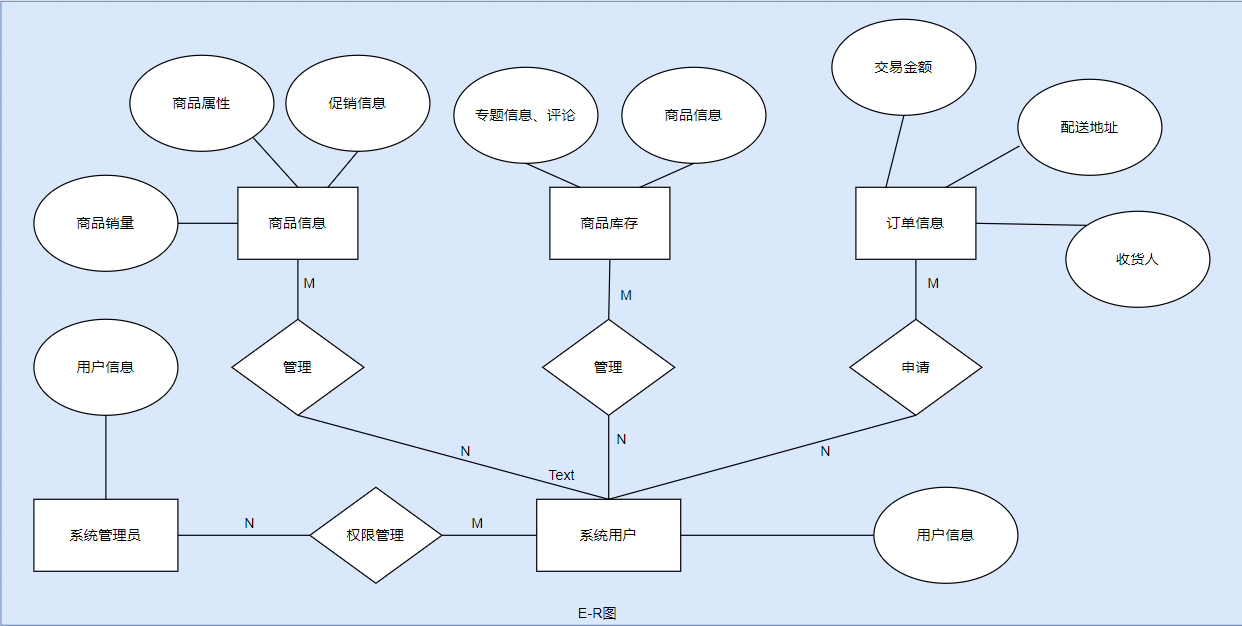 交易金额
商品属性
促销信息
专题信息、评论
商品信息
配送地址
商品销量
商品信息
商品库存
订单信息
收货人
M
M
M
用户信息
管理
管理
申请
N
N
N
Text
系统管理员
N
权限管理
M
系统用户
用户信息
E-R图